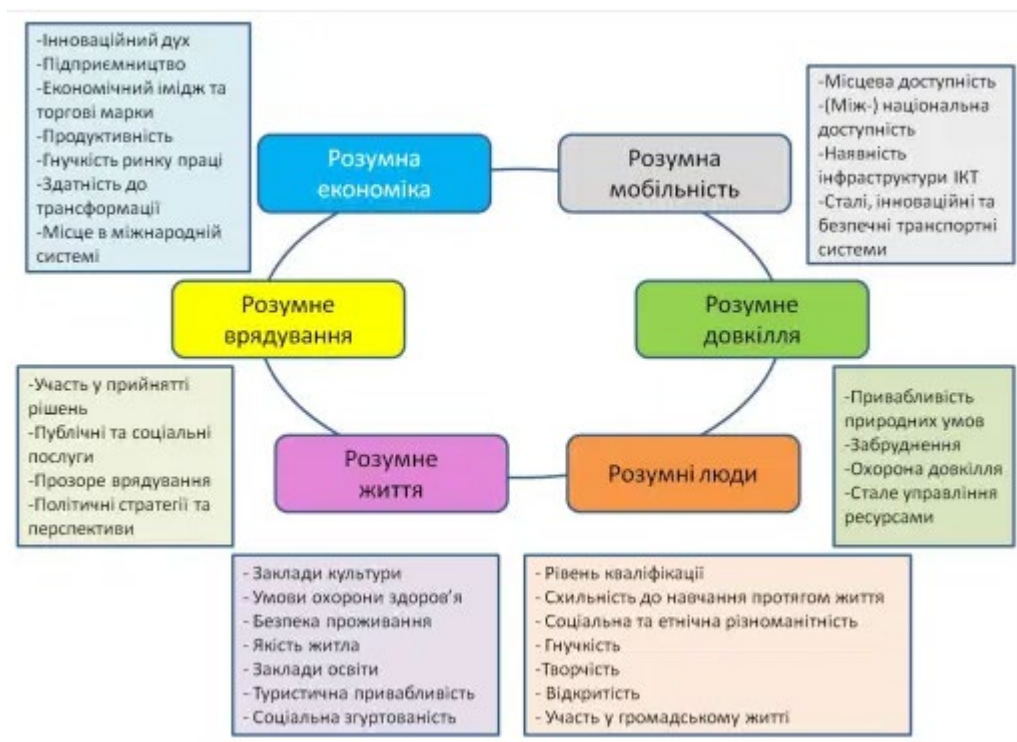 -Інноваційний дух
-Підприємництво
-Економічний імідж та
торгові марки
-Продуктивність
-Гнучкість ринку праці
-Здатність до
трансформації
-Місце в міжнародній
системі
Розумна
економіка
Розумна
мобільність
-Місцева доступність
-(Між-) національна
доступність
-Наявність
інфраструктури ІКТ
-Сталі, інноваційні та
безпечні транспортні
системи
Розумне
врядування
Розумне
довкілля
-Участь у прийнятті
рішень
-Публічні та соціальні
послуги
-Прозоре врядування
-Політичні стратегії та
перспективи
Розумне
життя
Розумні люди
-Привабливість
природних умов
-Забруднення
-Охорона довкілля
-Стале управління
ресурсами
- Заклади культури
- Умови охорони здоров’я
- Безпека проживання
- Якість житла
- Заклади освіти
- Туристична привабливість
- Соціальна згуртованість
- Рівень кваліфікації
- Схильність до навчання протягом життя
- Соціальна та етнічна різноманітність
- Гнучкість
-Творчість
- Відкритість
- Участь у громадському житті